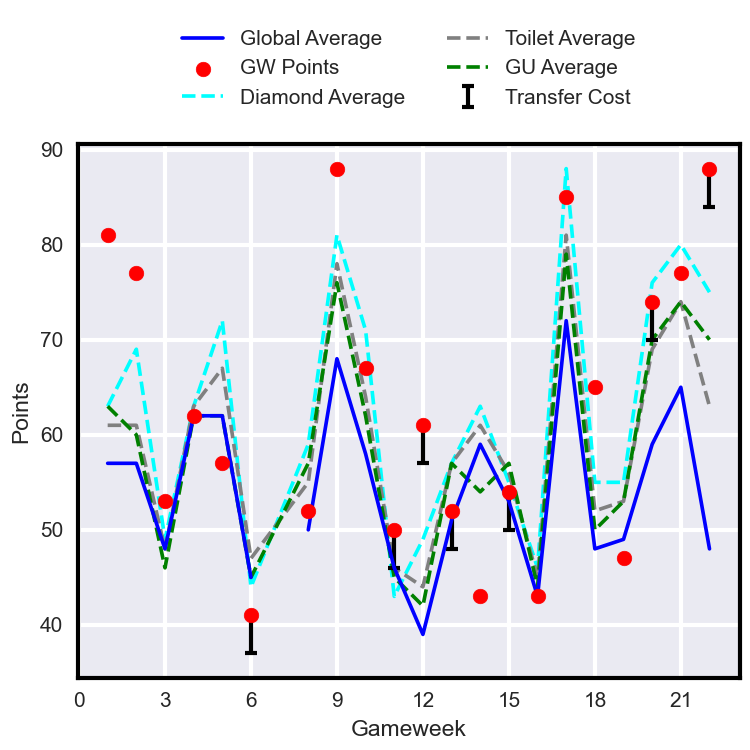 Global Average
GW Points
Diamond Average
Toilet Average
GU Average
Transfer Cost
90
80
70
60
50
40
Points
0 3 6 9 12 15 18 21
Gameweek